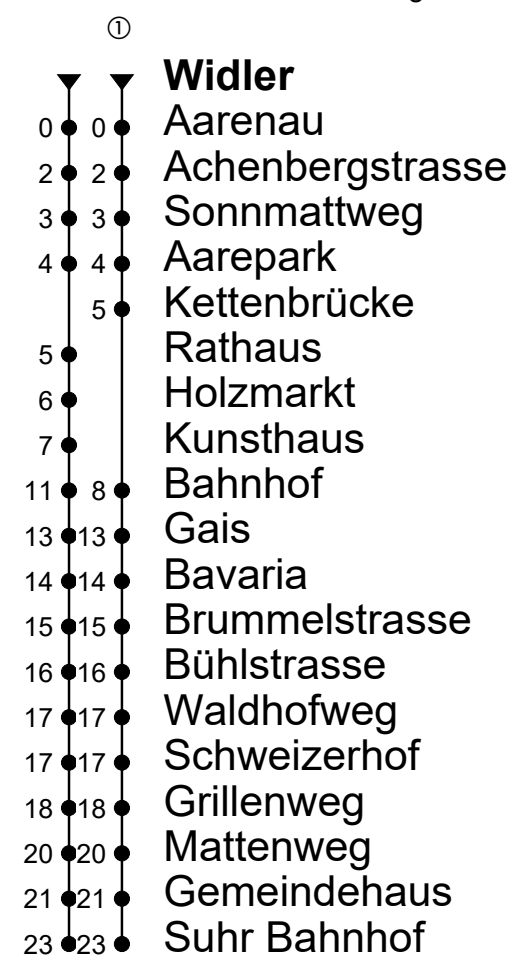 ①
Widler
0 0 Aarenau
2 2 Achenbergstrasse
3 3 Sonnmattweg
4 4 Aarepark
5 Kettenbrücke
5 Rathaus
6 Holzmarkt
7 Kunsthaus
11 8 Bahnhof
13 13 Gais
14 14 Bavaria
15 15 Brummelstrasse
16 16 Bühlstrasse
17 17 Waldhofweg
17 17 Schweizerhof
18 18 Grillenweg
20 20 Mattenweg
21 21 Gemeindehaus
23 23 Suhr Bahnhof